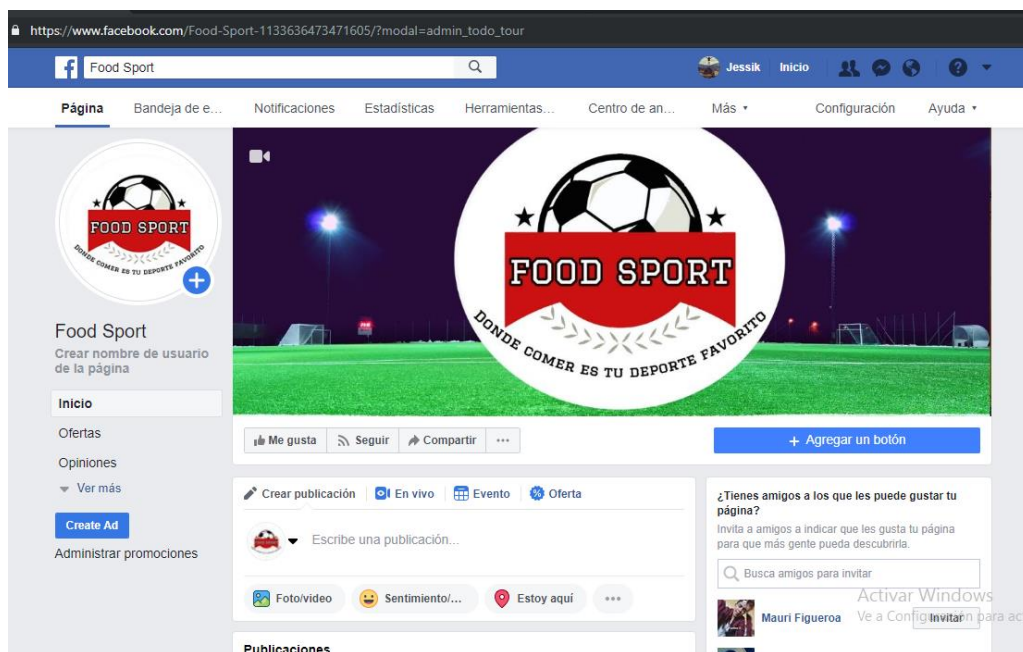 https://www.facebook.com/Food-Sport-1133636473471605/?modal=admin_todo_tour
Food Sport
Jessik Inicio
Página Bandeja de e... Notificaciones Estadísticas Herramientas... Centro de an... Más Configuración Ayuda
FOOD SPORT
DONDE COMER ES TU DEPORTE FAVORITO
FOOD SPORT
DONDE COMER ES TU DEPORTE FAVORITO
Food Sport
Crear nombre de usuario
de la página
Inicio
Ofertas
Opiniones
Ver más
Create Ad
Administrar promociones
Me gusta Seguir Compartir ...
+ Agregar un botón
Crear publicación En vivo Evento Oferta
Escribe una publicación...
Foto/video Sentimiento/... Estoy aquí ...
Publicaciones
¿Tienes amigos a los que les puede gustar tu
página?
Invita a amigos a indicar que les gusta tu página
para que más gente pueda descubrirla.
Busca amigos para invitar
Mauri Figueroa Invitar
Activar Windows
Ve a Configuración para ac